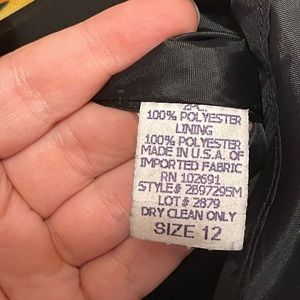 2PC.
100% POLYESTER
LINING
100% POLYESTER
MADE IN U.S.A. OF
IMPORTED FABRIC
RN 102691
STYLE# 2897295M
LOT # 2879
DRY CLEAN ONLY
SIZE 12